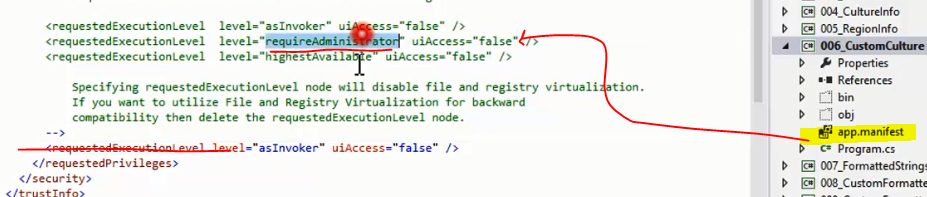 <requestedExecutionLevel  level="asInvoker" uiAccess="false" />
<requestedExecutionLevel  level="requireAdministrator" uiAccess="false" />
<requestedExecutionLevel  level="highestAvailable" uiAccess="false" />
Specifying requestedExecutionLevel node will disable file and registry virtualization.
If you want to utilize File and Registry Virtualization for backward
compatibility then delete the requestedExecutionLevel node.
-->
<requestedExecutionLevel level="asInvoker" uiAccess="false" />
</requestedPrivileges>
</security>
</trustInfo>
C# 004_CultureInfo
C# 005_RegionInfo
C# 006_CustomCulture
Properties
References
bin
obj
app.manifest
C# Program.cs
C# 007_FormattedStrings
C# 008_CustomFormatte